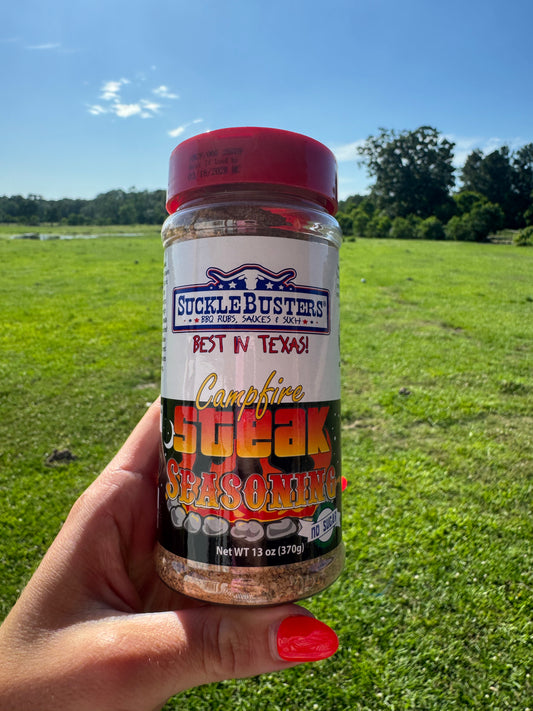 SUCKLEBUSTERS
BBQ RUBS, SAUCES & SUCH
BEST IN TEXAS!
Campfire
STEAK
SEASONING
NO SUGAR
Net WT 13 oz (370g)